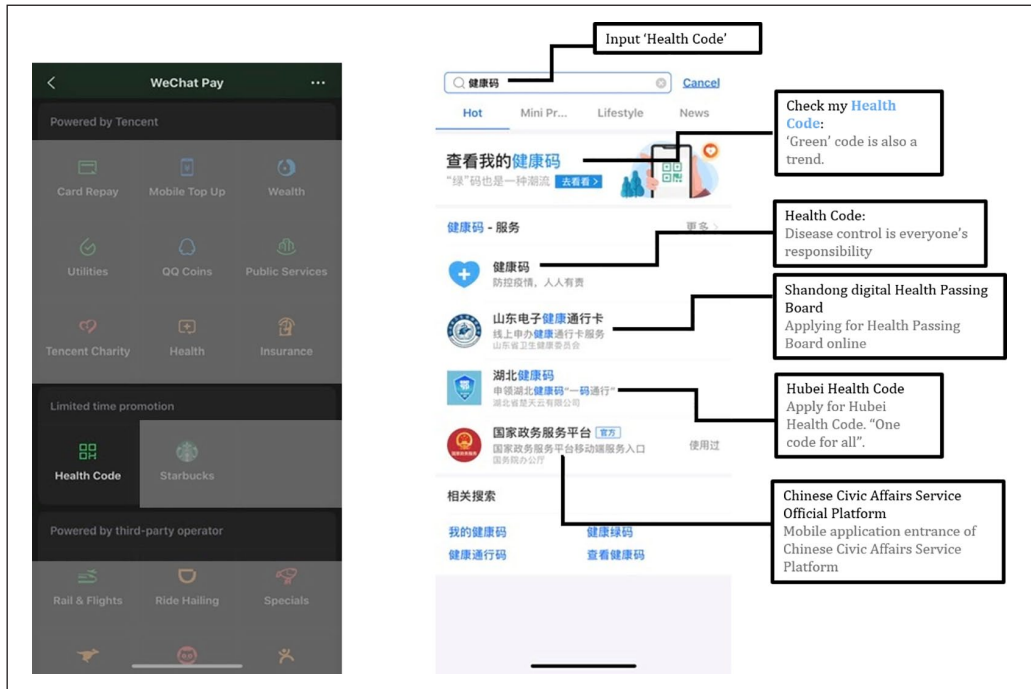 WeChat Pay
Powered by Tencent
Card Repay
Mobile Top Up
Wealth
Utilities
QQ Coins
Public Services
Tencent Charity
Health
Insurance
Limited time promotion
Health Code
Starbucks
Powered by third-party operator
Rail & Flights
Ride Hailing
Specials
Input ‘Health Code’
健康码
Cancel
Hot
Mini Pr...
Lifestyle
News
查看我的健康码
“绿”码也是一种潮流 去看看
健康码 - 服务
更多
健康码
防控疫情，人人有责
山东电子健康通行卡
线上申办健康通行卡服务
山东省卫生健康委员会
湖北健康码
申领湖北健康码“一码通行”
湖北省楚天云有限公司
国家政务服务平台 官方
国家政务服务平台移动端服务入口
国务院办公厅
使用过
相关搜索
我的健康码
健康绿码
健康通行码
查看健康码
Check my Health
Code:
‘Green’ code is also a
trend.
Health Code:
Disease control is everyone’s
responsibility
Shandong digital Health Passing
Board
Applying for Health Passing
Board online
Hubei Health Code
Apply for Hubei
Health Code. “One
code for all”.
Chinese Civic Affairs Service
Official Platform
Mobile application entrance of
Chinese Civic Affairs Service
Platform